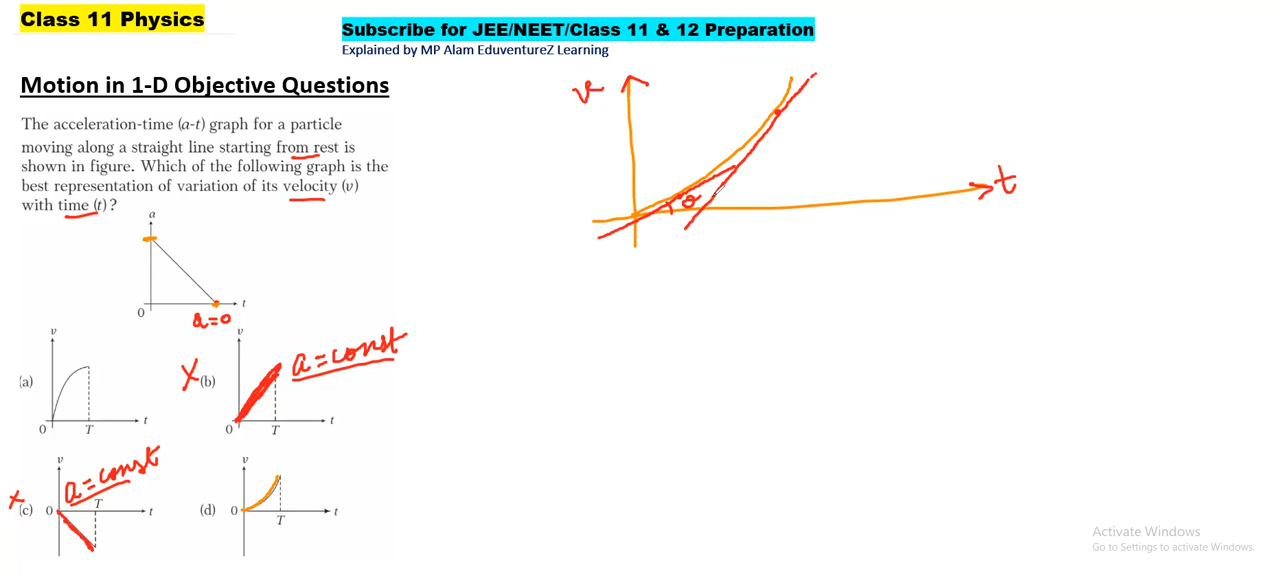 Class 11 Physics
Subscribe for JEE/NEET/Class 11 & 12 Preparation
Explained by MP Alam EduventureZ Learning
Motion in 1-D Objective Questions
The acceleration-time (a-t) graph for a particle
moving along a straight line starting from rest is
shown in figure. Which of the following graph is the
best representation of variation of its velocity (v)
with time (t)?
a
t
0
a=0
v
(a)
0
T
t
v
X (b)
a=const
0
T
t
v
x (c)
a=const
0
T
t
v
(d)
0
T
t
v
t
θ
Activate Windows
Go to Settings to activate Windows.